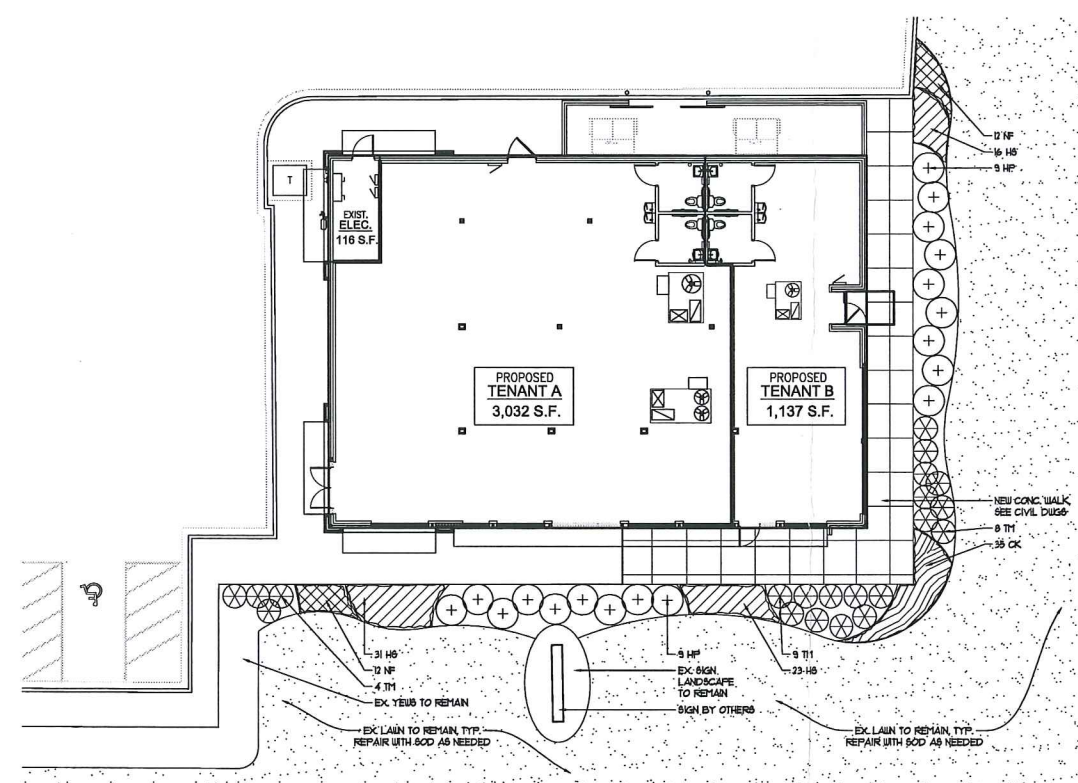 12 NF
16 HS
9 HP
T
EXIST.
ELEC.
116 S.F.
PROPOSED
TENANT A
3,032 S.F.
PROPOSED
TENANT B
1,137 S.F.
NEW CONC. WALK,
SEE CIVIL DWGS
8 TM
35 CK
31 HS
12 NF
4 TM
EX. YEWS TO REMAIN
9 HP
EX. SIGN.
LANDSCAPE
TO REMAIN
SIGN BY OTHERS
9 TM
23 HS
EX. LAWN TO REMAIN, TYP.
REPAIR WITH SOD AS NEEDED
EX. LAWN TO REMAIN, TYP.
REPAIR WITH SOD AS NEEDED